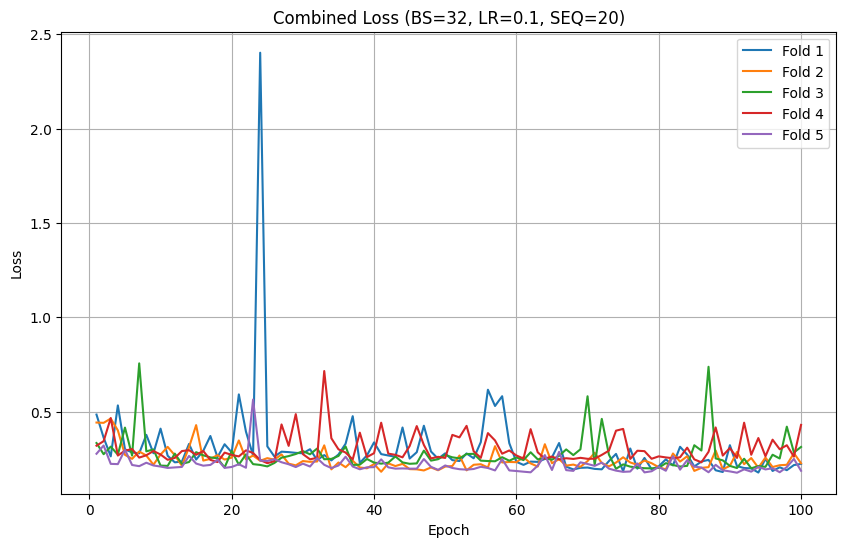 Combined Loss (BS=32, LR=0.1, SEQ=20)
2.5
2.0
1.5
1.0
0.5
Loss
0
20
40
60
80
100
Epoch
Fold 1
Fold 2
Fold 3
Fold 4
Fold 5